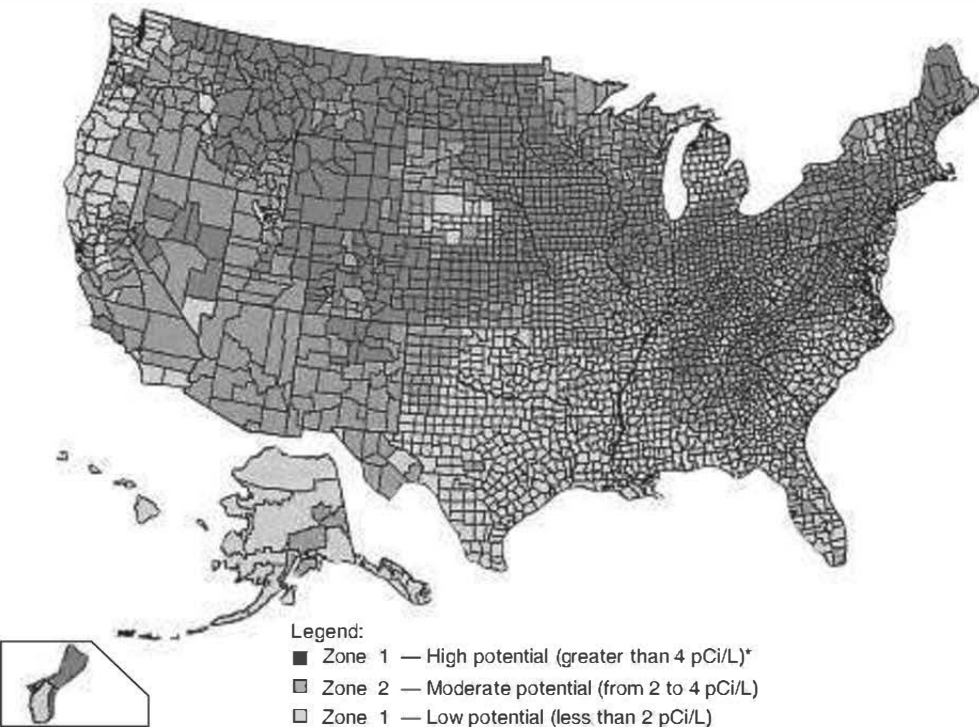 Legend:
Zone 1 — High potential (greater than 4 pCi/L)*
Zone 2 — Moderate potential (from 2 to 4 pCi/L)
Zone 1 — Low potential (less than 2 pCi/L)